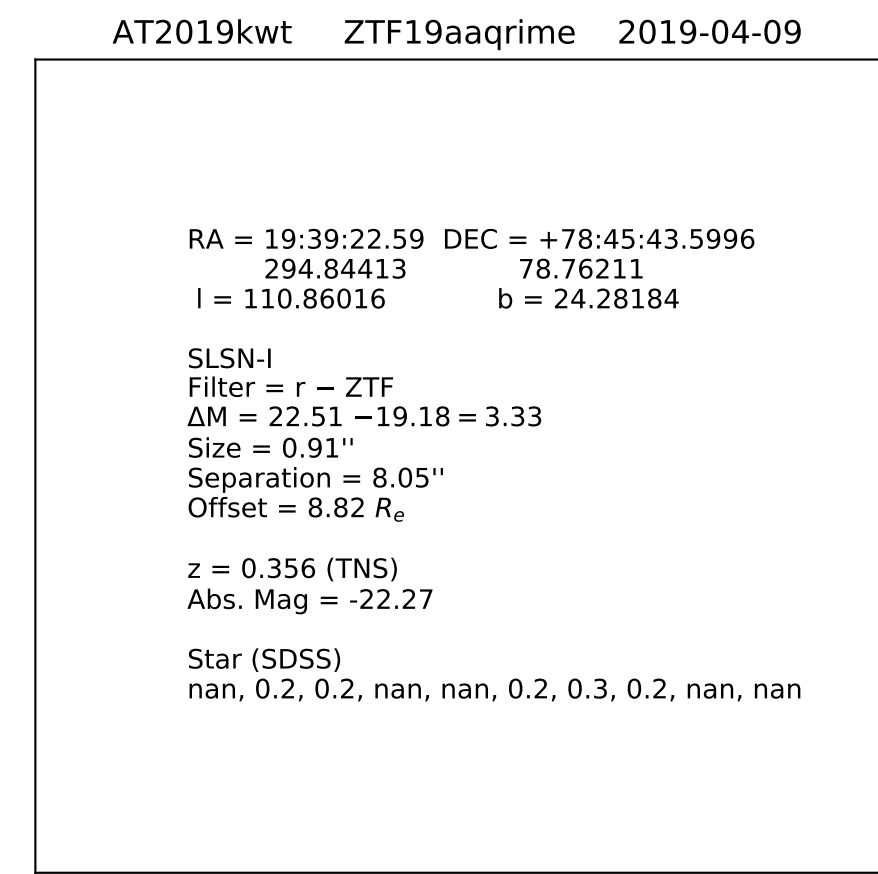 AT2019kwt ZTF19aaqrime 2019-04-09
RA = 19:39:22.59 DEC = +78:45:43.5996
294.84413 78.76211
l = 110.86016 b = 24.28184
SLSN-I
Filter = r − ZTF
ΔM = 22.51 −19.18 = 3.33
Size = 0.91''
Separation = 8.05''
Offset = 8.82 Rₑ
z = 0.356 (TNS)
Abs. Mag = -22.27
Star (SDSS)
nan, 0.2, 0.2, nan, nan, 0.2, 0.3, 0.2, nan, nan